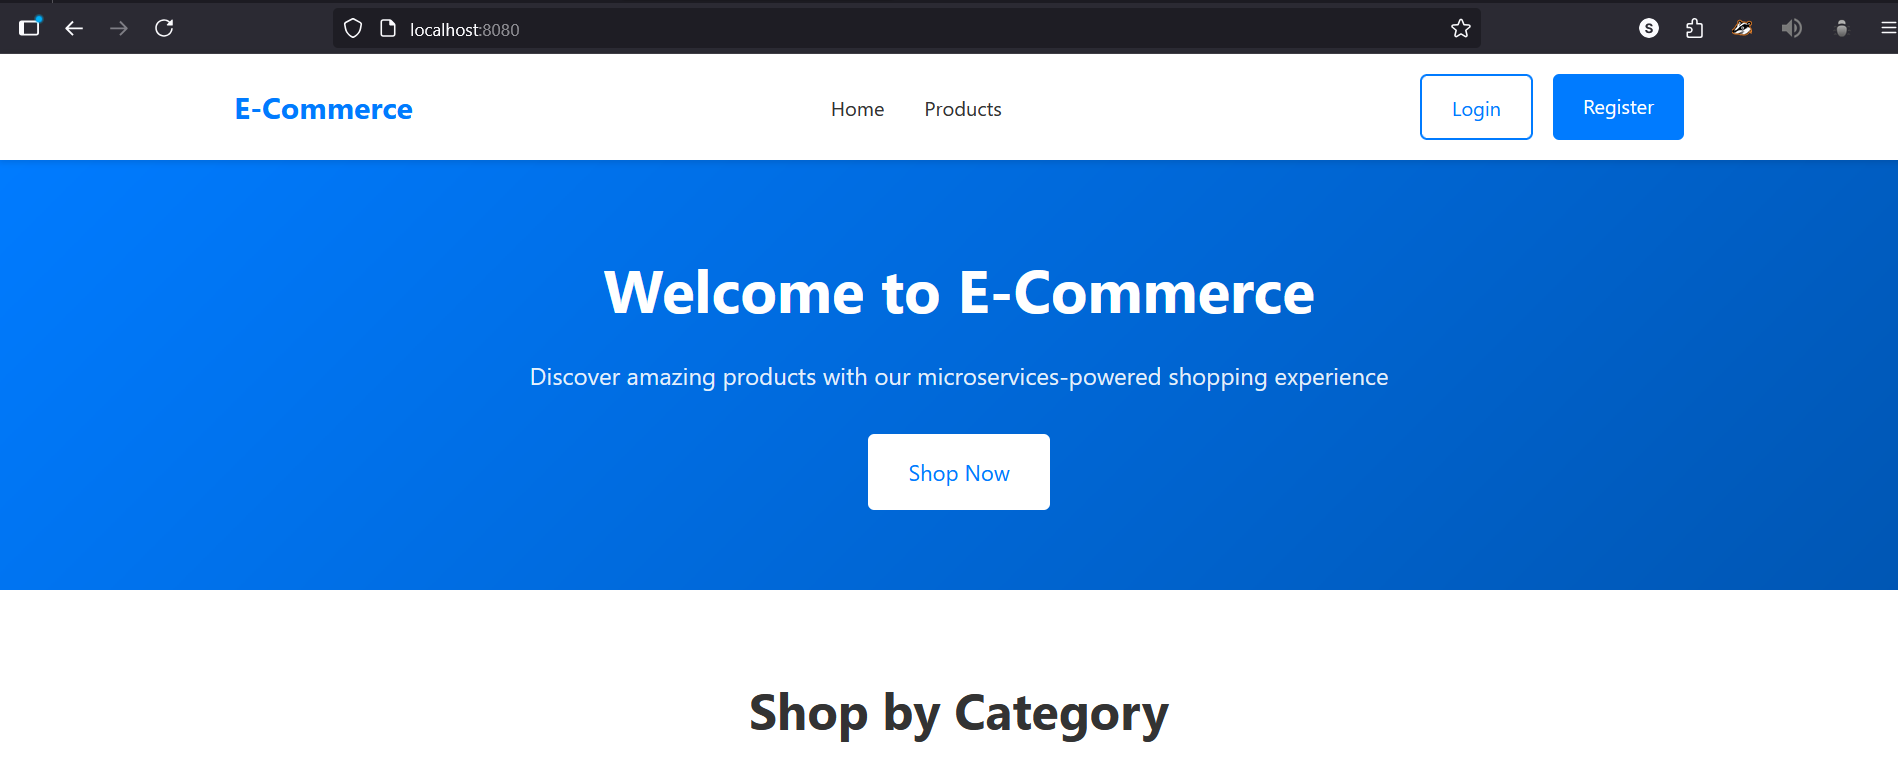 localhost:8080
S
E-Commerce
Home
Products
Login
Register
Welcome to E-Commerce
Discover amazing products with our microservices-powered shopping experience
Shop Now
Shop by Category